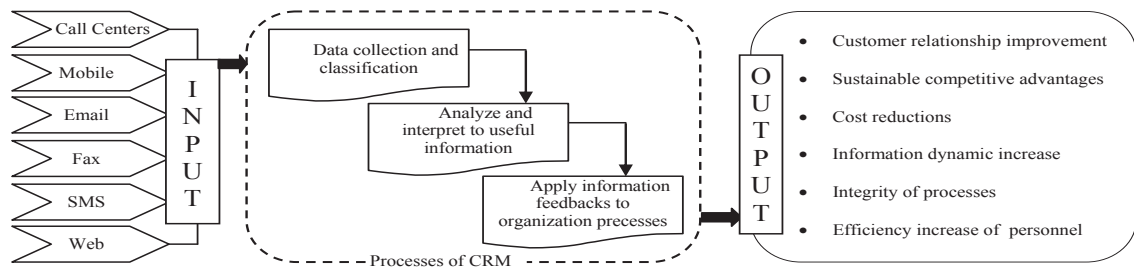 Call Centers
Mobile
Email
Fax
SMS
Web
INPUT
Data collection and
classification
Analyze and
interpret to useful
information
Apply information
feedbacks to
organization precesses
Processes of CRM
OUTPUT
• Customer relationship improvement
• Sustainable competitive advantages
• Cost reductions
• Information dynamic increase
• Integrity of processes
• Efficiency increase of personnel